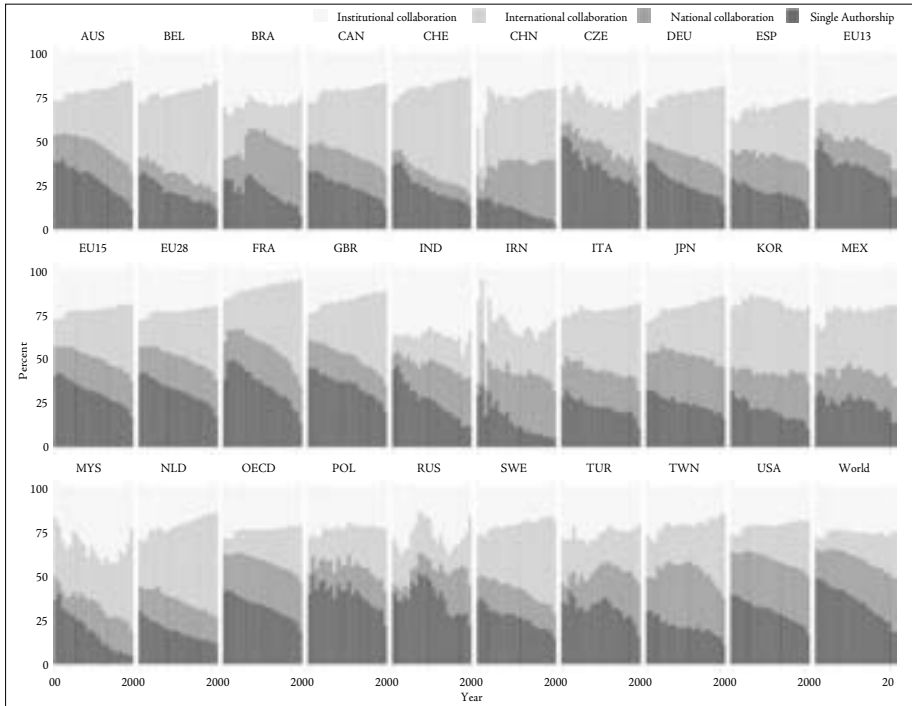 Institutional collaboration International collaboration National collaboration Single Authorship
AUS BEL BRA CAN CHE CHN CZE DEU ESP EU13
100
75
50
25
0
EU15 EU28 FRA GBR IND IRN ITA JPN KOR MEX
100
75
50
25
0
MYS NLD OECD POL RUS SWE TUR TWN USA World
100
75
50
25
0
Percent
00 2000 2000 2000 2000 2000 2000 2000 2000 2000 20
Year